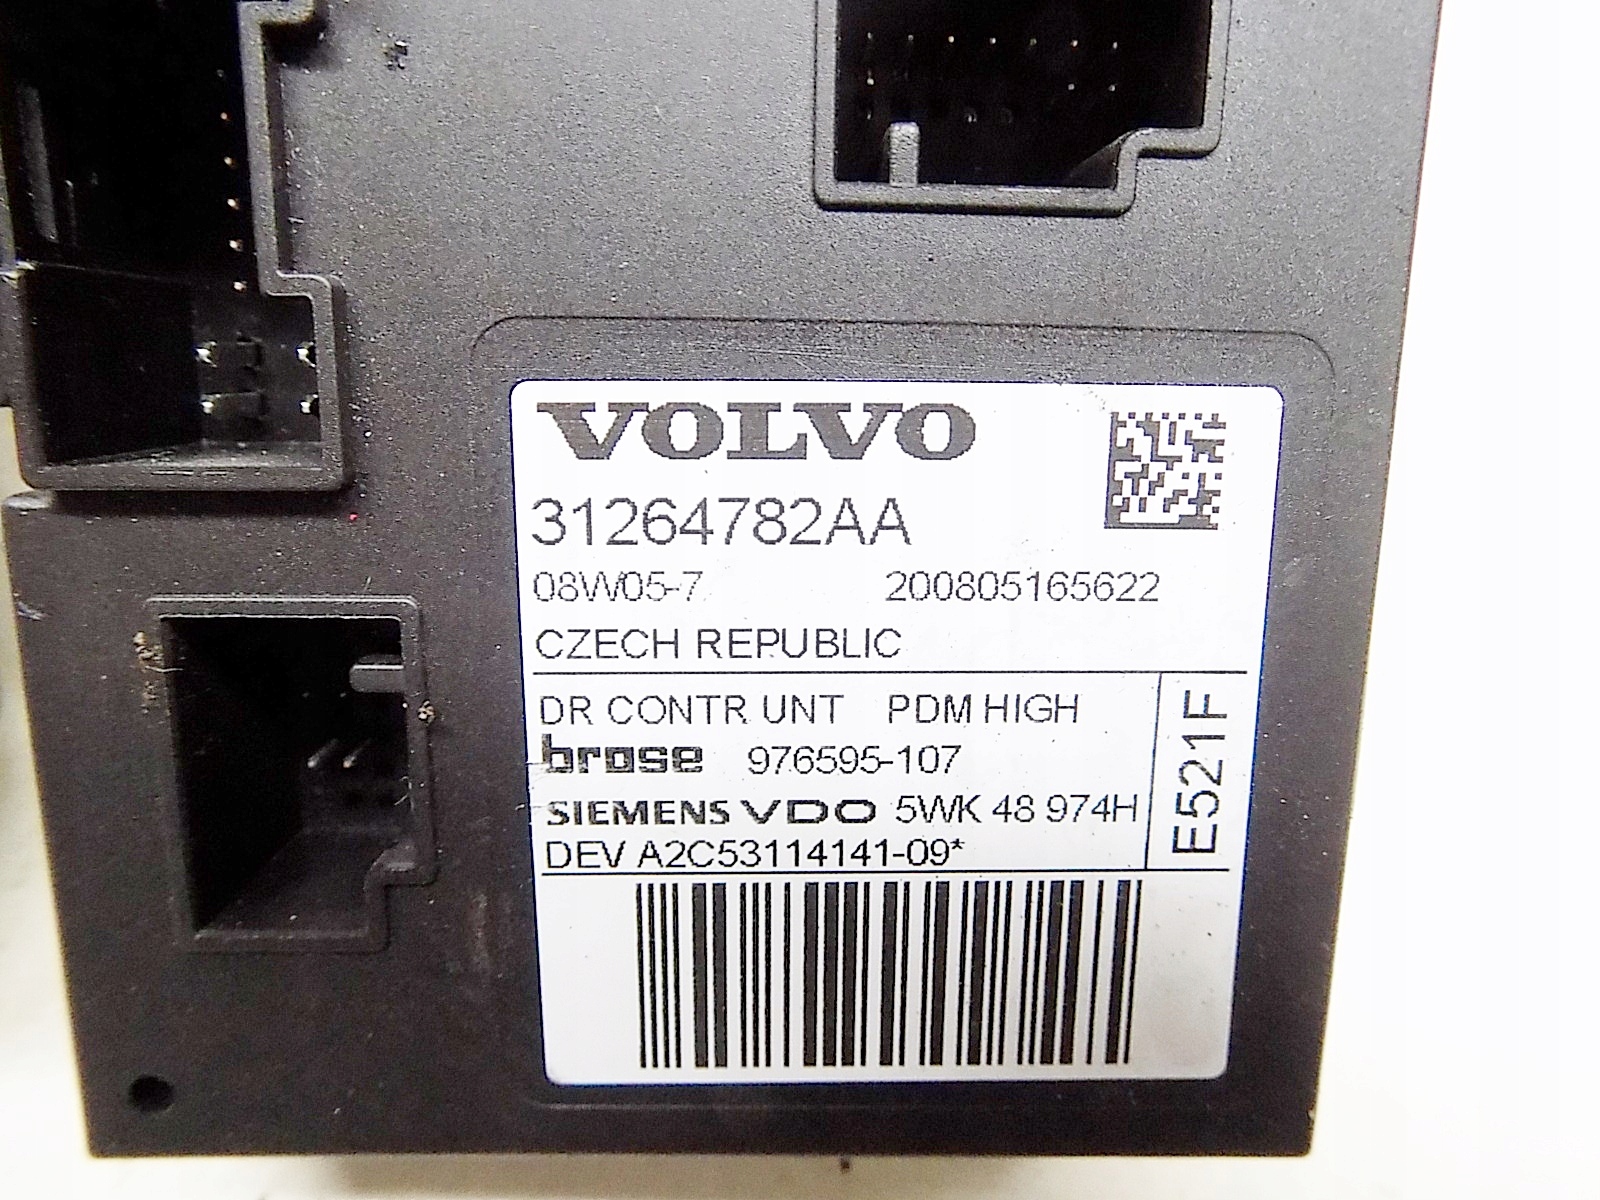 VOLVO
31264782AA
08W05-7 200805165622
CZECH REPUBLIC
DR CONTR UNT PDM HIGH
brose 976595-107
SIEMENS VDO 5WK 48 974H
DEV A2C53114141-09*
E521F